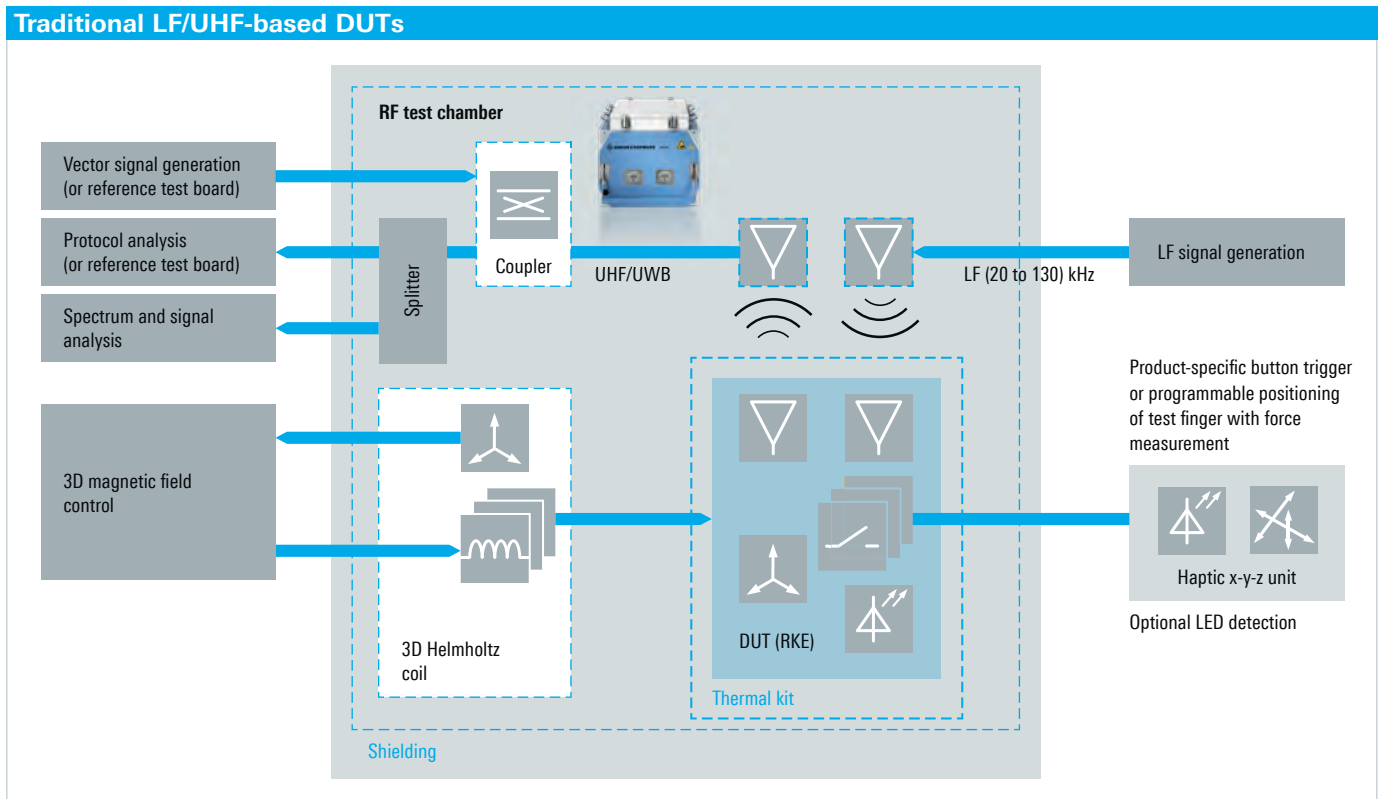 Traditional LF/UHF-based DUTs
RF test chamber
Vector signal generation
(or reference test board)
Protocol analysis
(or reference test board)
Spectrum and signal
analysis
Splitter
Coupler
UHF/UWB
LF (20 to 130) kHz
LF signal generation
3D magnetic field
control
3D Helmholtz
coil
DUT (RKE)
Thermal kit
Shielding
Product-specific button trigger
or programmable positioning
of test finger with force
measurement
Haptic x-y-z unit
Optional LED detection